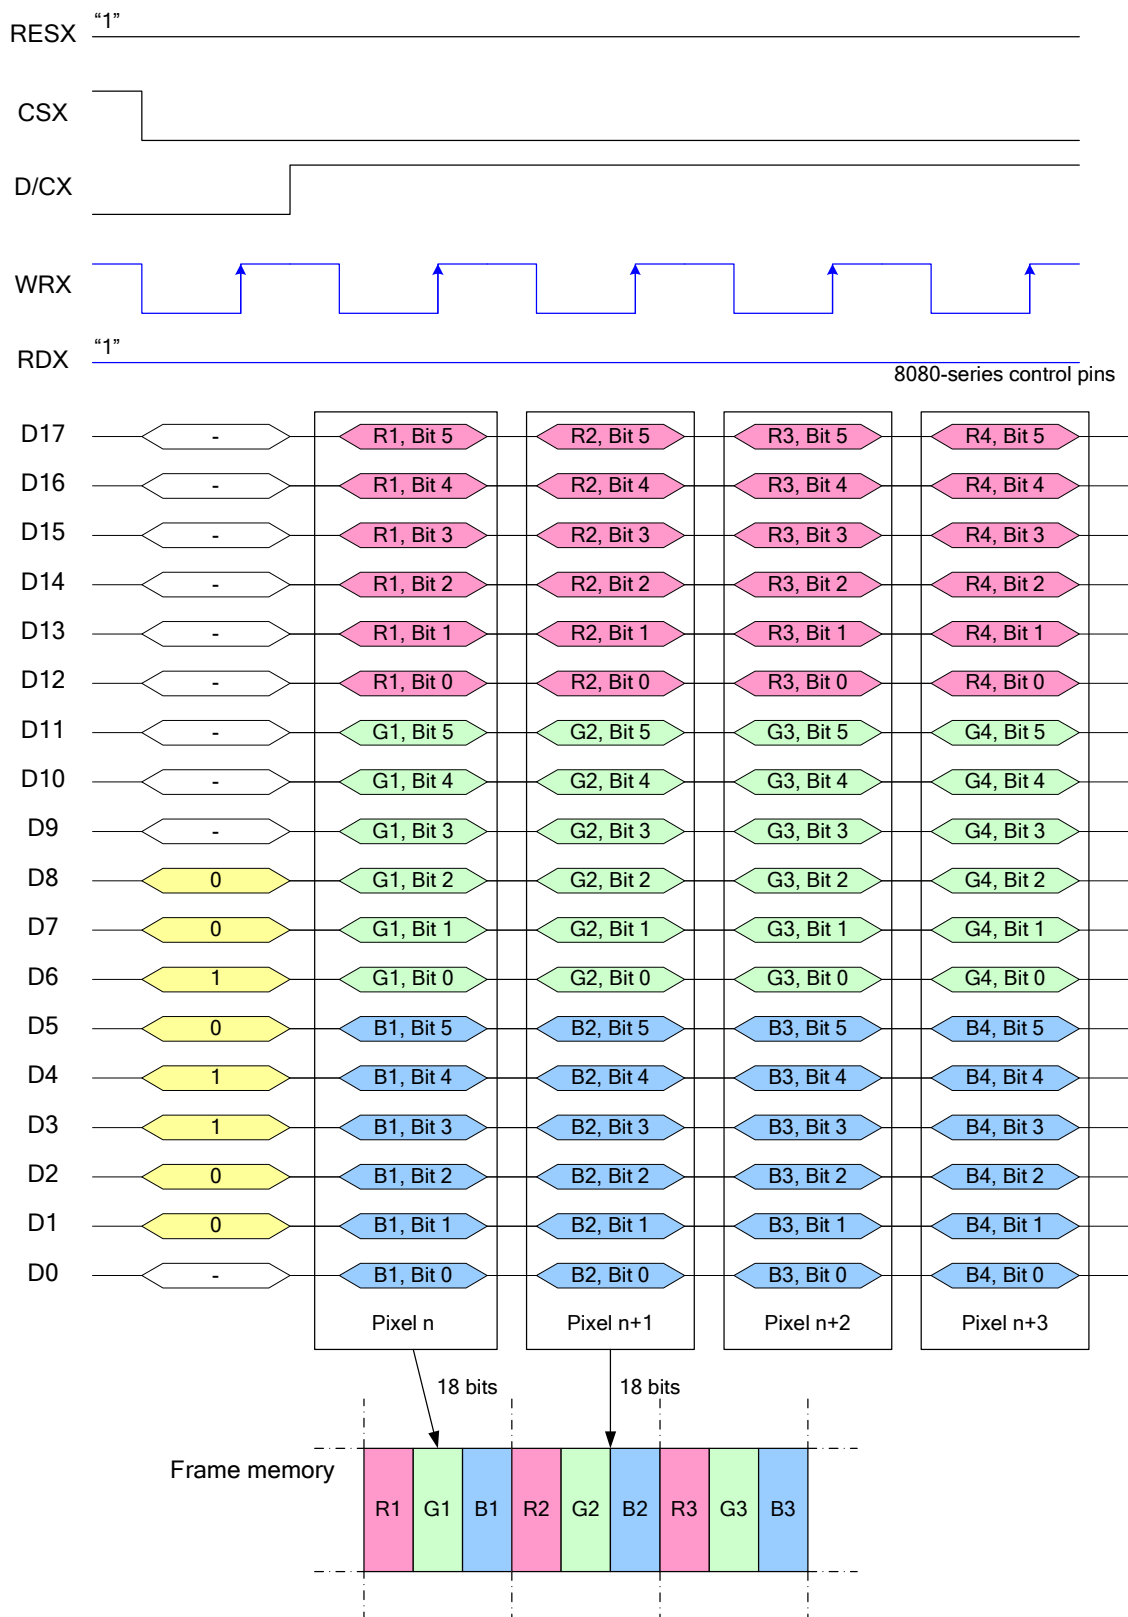 RESX “1”
CSX
D/CX
WRX
RDX “1”
8080-series control pins
D17 - R1, Bit 5 R2, Bit 5 R3, Bit 5 R4, Bit 5
D16 - R1, Bit 4 R2, Bit 4 R3, Bit 4 R4, Bit 4
D15 - R1, Bit 3 R2, Bit 3 R3, Bit 3 R4, Bit 3
D14 - R1, Bit 2 R2, Bit 2 R3, Bit 2 R4, Bit 2
D13 - R1, Bit 1 R2, Bit 1 R3, Bit 1 R4, Bit 1
D12 - R1, Bit 0 R2, Bit 0 R3, Bit 0 R4, Bit 0
D11 - G1, Bit 5 G2, Bit 5 G3, Bit 5 G4, Bit 5
D10 - G1, Bit 4 G2, Bit 4 G3, Bit 4 G4, Bit 4
D9 - G1, Bit 3 G2, Bit 3 G3, Bit 3 G4, Bit 3
D8 0 G1, Bit 2 G2, Bit 2 G3, Bit 2 G4, Bit 2
D7 0 G1, Bit 1 G2, Bit 1 G3, Bit 1 G4, Bit 1
D6 1 G1, Bit 0 G2, Bit 0 G3, Bit 0 G4, Bit 0
D5 0 B1, Bit 5 B2, Bit 5 B3, Bit 5 B4, Bit 5
D4 1 B1, Bit 4 B2, Bit 4 B3, Bit 4 B4, Bit 4
D3 1 B1, Bit 3 B2, Bit 3 B3, Bit 3 B4, Bit 3
D2 0 B1, Bit 2 B2, Bit 2 B3, Bit 2 B4, Bit 2
D1 0 B1, Bit 1 B2, Bit 1 B3, Bit 1 B4, Bit 1
D0 - B1, Bit 0 B2, Bit 0 B3, Bit 0 B4, Bit 0
Pixel n Pixel n+1 Pixel n+2 Pixel n+3
18 bits 18 bits
Frame memory
R1 G1 B1 R2 G2 B2 R3 G3 B3